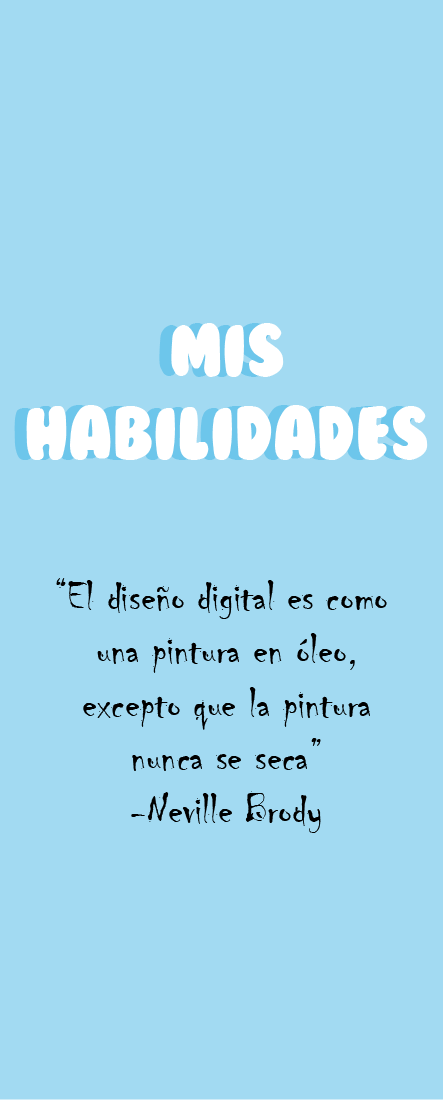 MIS
HABILIDADES
“El diseño digital es como
una pintura en óleo,
excepto que la pintura
nunca se seca”
-Neville Brody